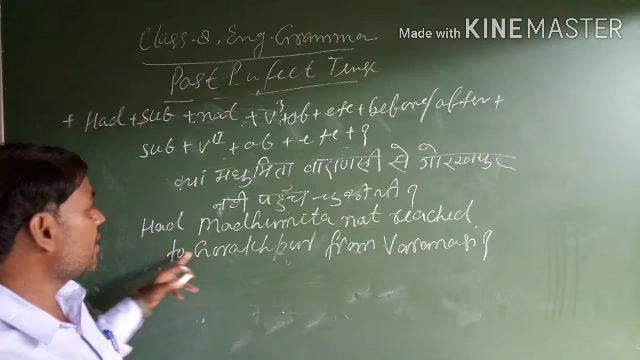 Made with KINEMASTER
Class-8, Eng. Grammar
Past Perfect Tense
+ Had + sub + not + V³ + ob + etc + before/after +
sub + V II + ob + etc + ?
क्या मधुमिता वाराणसी से गोरखपुर
नहीं पहुँच चुकी थी ?
Had Madhumita not reached
to Gorakhpur from Varanasi ?